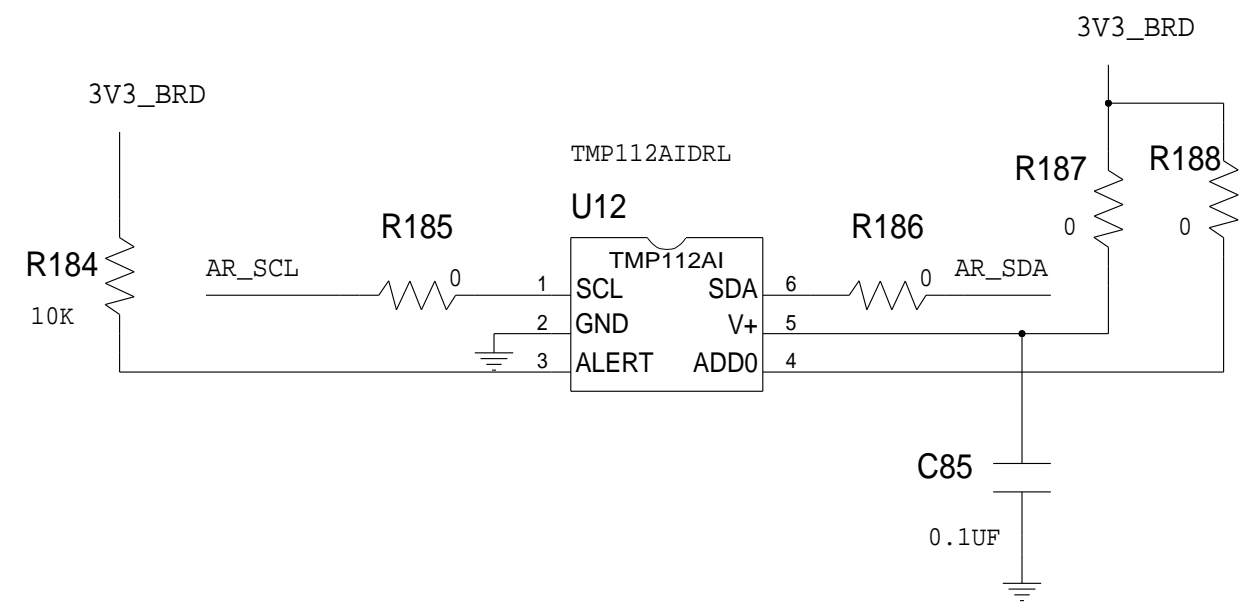 3V3_BRD
3V3_BRD
TMP112AIDRL
R187
R188
U12
R185
R186
0
0
TMP112AI
R184
AR_SCL
0
1
SCL
SDA
6
0
AR_SDA
10K
2
GND
V+
5
3
ALERT
ADD0
4
C85
0.1UF